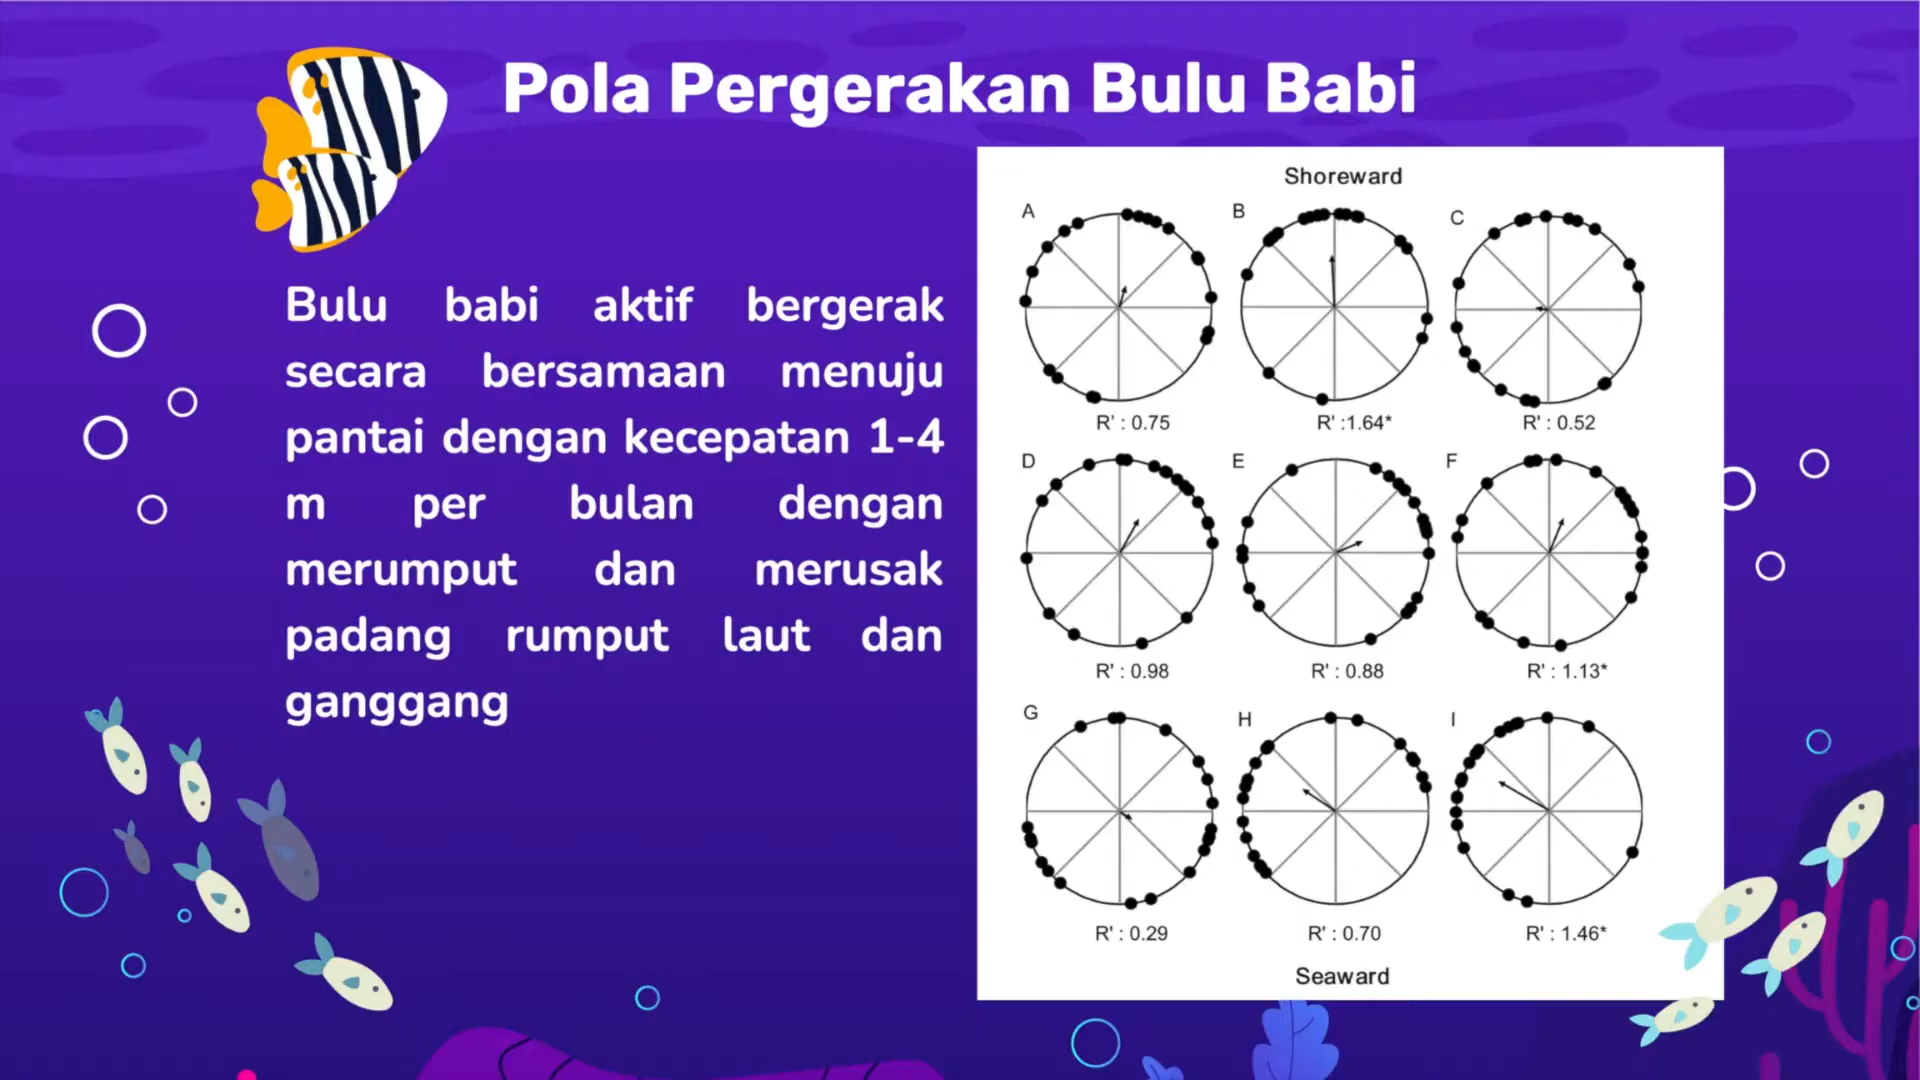 Pola Pergerakan Bulu Babi
Bulu babi aktif bergerak
secara bersamaan menuju
pantai dengan kecepatan 1-4
m per bulan dengan
merumput dan merusak
padang rumput laut dan
ganggang
Shoreward
A
B
C
R' : 0.75
R' :1.64*
R' : 0.52
D
E
F
R' : 0.98
R' : 0.88
R' : 1.13*
G
H
I
R' : 0.29
R' : 0.70
R' : 1.46*
Seaward